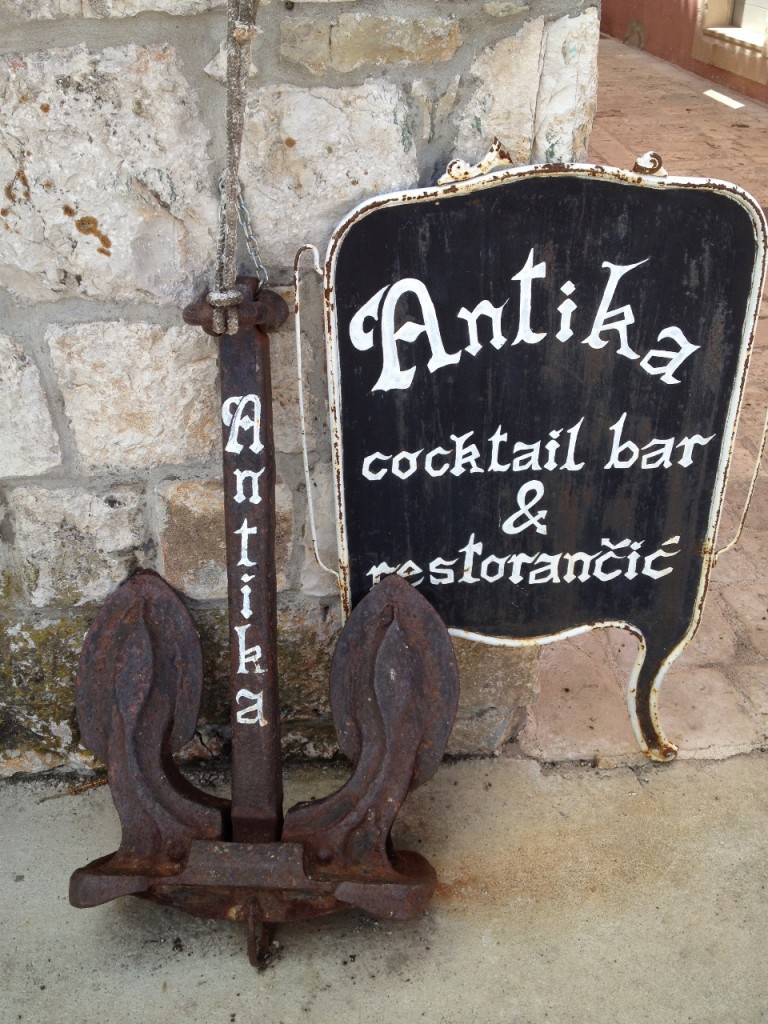 Antika
Antika
cocktail bar
&
restorančić